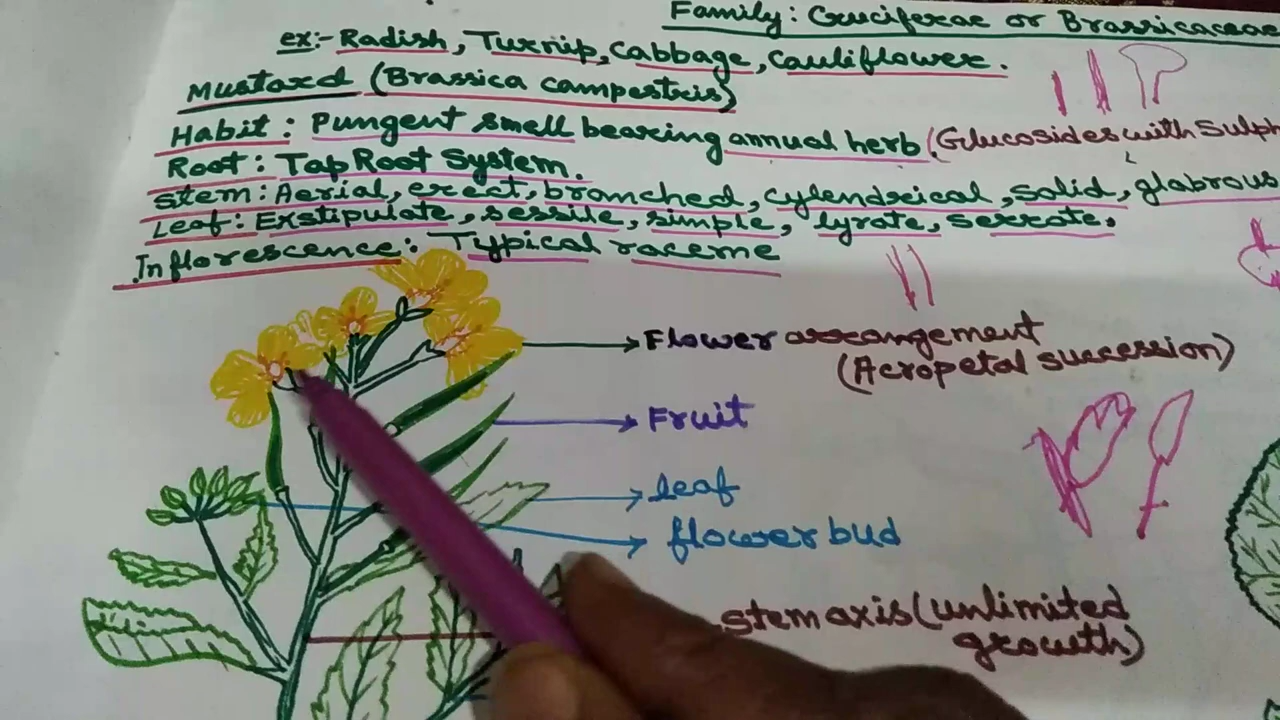 Family: Cruciferae or Brassicaceae
ex:- Radish, Turnip, Cabbage, Cauliflower.
Mustard (Brassica campestris)
Habit: Pungent smell bearing annual herb (Glucosides with Sulph
Root: Tap Root System.
Stem: Aerial, erect, branched, cylendrical, solid, glabrous
Leaf: Exstipulate, sessile, simple, lyrate, serrate,
Inflorescence: Typical raceme
Flower arrangement
(Acropetal succession)
Fruit
leaf
flower bud
stem axis (unlimited
growth)